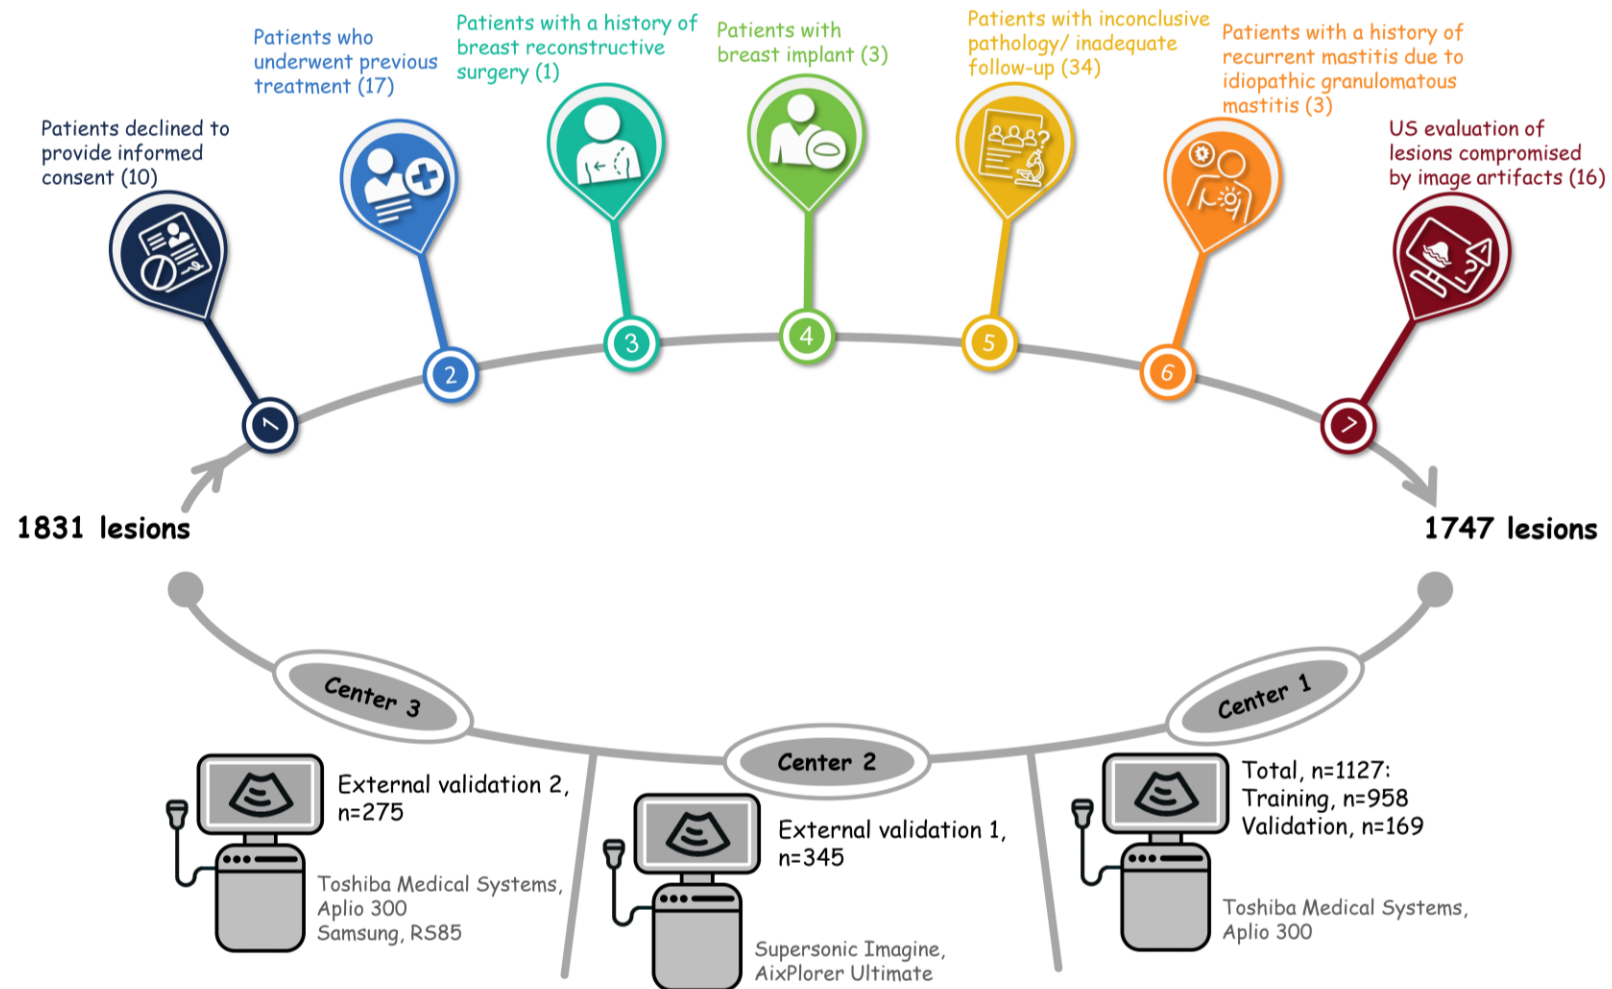 Patients declined to
provide informed
consent (10)
Patients who
underwent previous
treatment (17)
Patients with a history of
breast reconstructive
surgery (1)
Patients with
breast implant (3)
Patients with inconclusive
pathology/ inadequate
follow-up (34)
Patients with a history of
recurrent mastitis due to
idiopathic granulomatous
mastitis (3)
US evaluation of
lesions compromised
by image artifacts (16)
?
?
1
2
3
4
5
6
7
1831 lesions
1747 lesions
Center 3
Center 2
Center 1
External validation 2,
n=275
Toshiba Medical Systems,
Aplio 300
Samsung, RS85
External validation 1,
n=345
Supersonic Imagine,
AixPlorer Ultimate
Total, n=1127:
Training, n=958
Validation, n=169
Toshiba Medical Systems,
Aplio 300